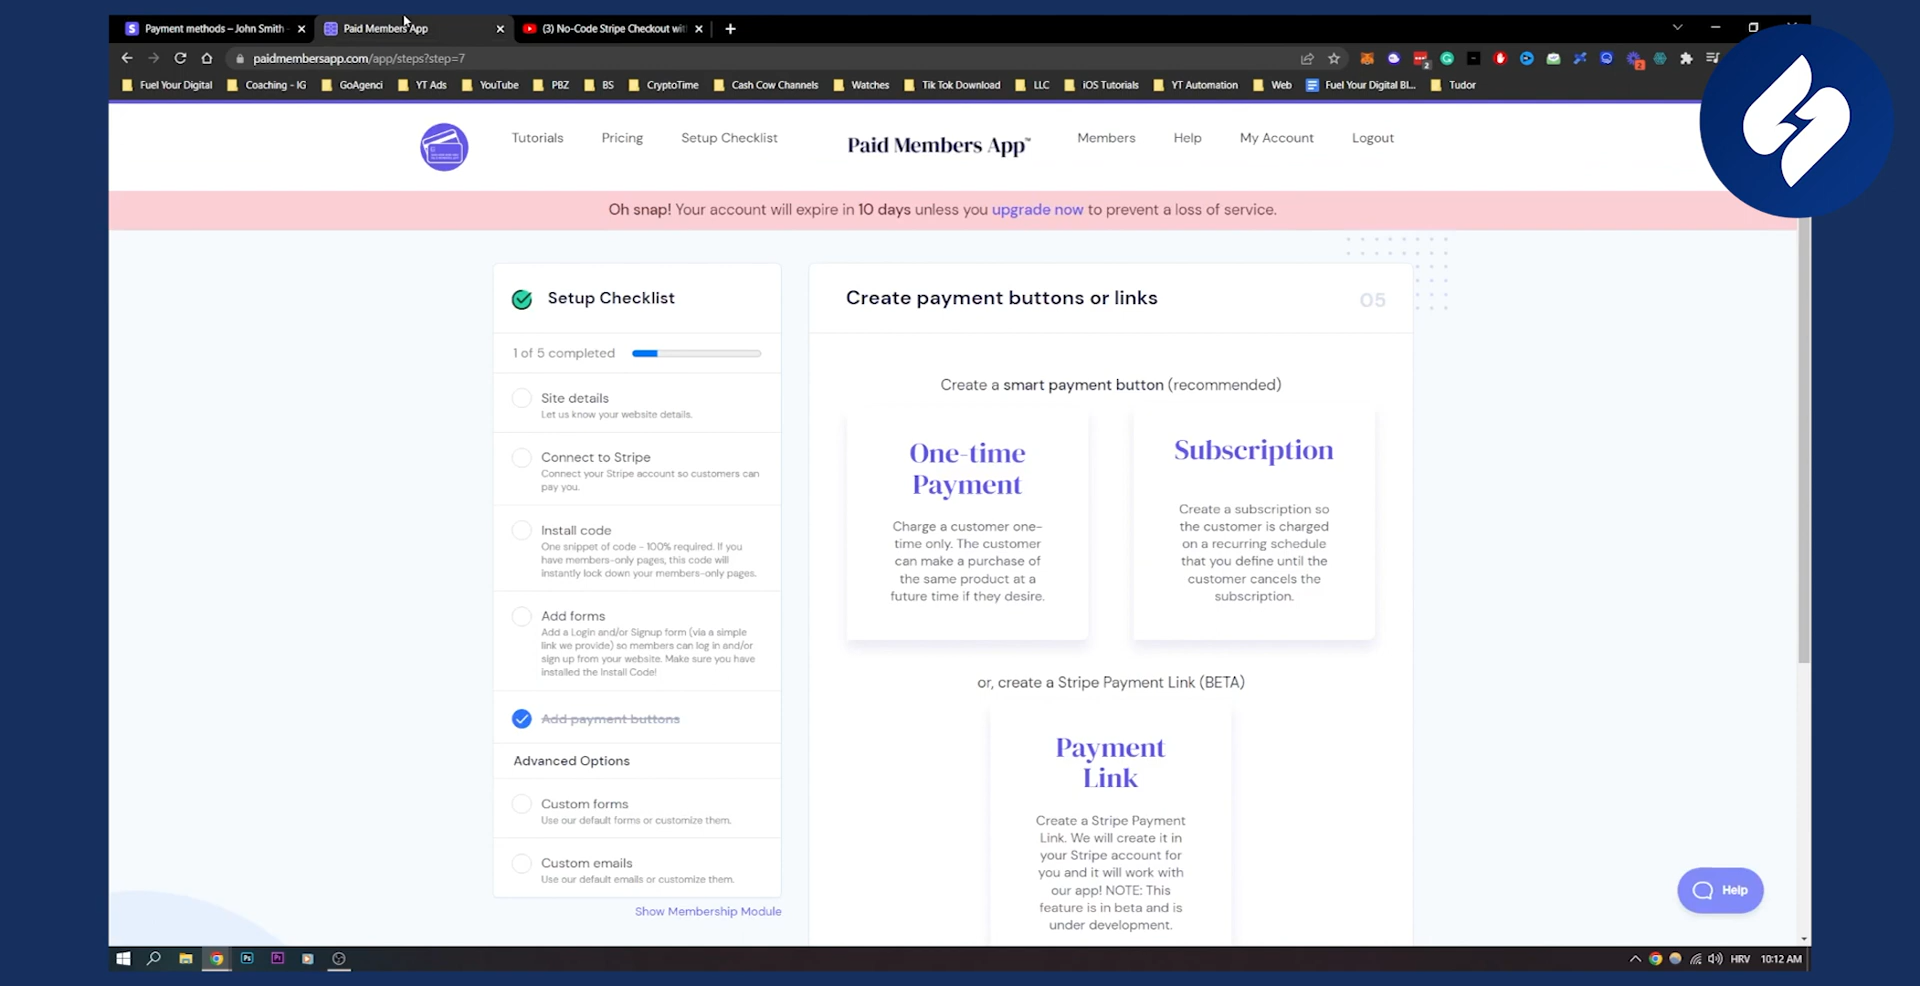 Payment methods – John Smith
Paid Members App
(3) No-Code Stripe Checkout wit
paidmembersapp.com/app/steps?step=7
Fuel Your Digital
Coaching - IG
GoAgenci
YT Ads
YouTube
PBZ
BS
CryptoTime
Cash Cow Channels
Watches
Tik Tok Download
LLC
iOS Tutorials
YT Automation
Web
Fuel Your Digital Bl...
Tudor
Tutorials
Pricing
Setup Checklist
Paid Members App™
Members
Help
My Account
Logout
Oh snap! Your account will expire in 10 days unless you upgrade now to prevent a loss of service.
Setup Checklist
1 of 5 completed
Site details
Let us know your website details.
Connect to Stripe
Connect your Stripe account so customers can
pay you.
Install code
One snippet of code - 100% required. If you
have members-only pages, this code will
instantly lock down your members-only pages.
Add forms
Add a Login and/or Signup form (via a simple
link we provide) so members can log in and/or
sign up from your website. Make sure you have
installed the Install Code!
Add payment buttons
Advanced Options
Custom forms
Use our default forms or customize them.
Custom emails
Use our default emails or customize them.
Show Membership Module
Create payment buttons or links
05
Create a smart payment button (recommended)
One-time
Payment
Charge a customer one-
time only. The customer
can make a purchase of
the same product at a
future time if they desire.
Subscription
Create a subscription so
the customer is charged
on a recurring schedule
that you define until the
customer cancels the
subscription.
or, create a Stripe Payment Link (BETA)
Payment
Link
Create a Stripe Payment
Link. We will create it in
your Stripe account for
you and it will work with
our app! NOTE: This
feature is in beta and is
under development.
Help
HRV
10:12 AM